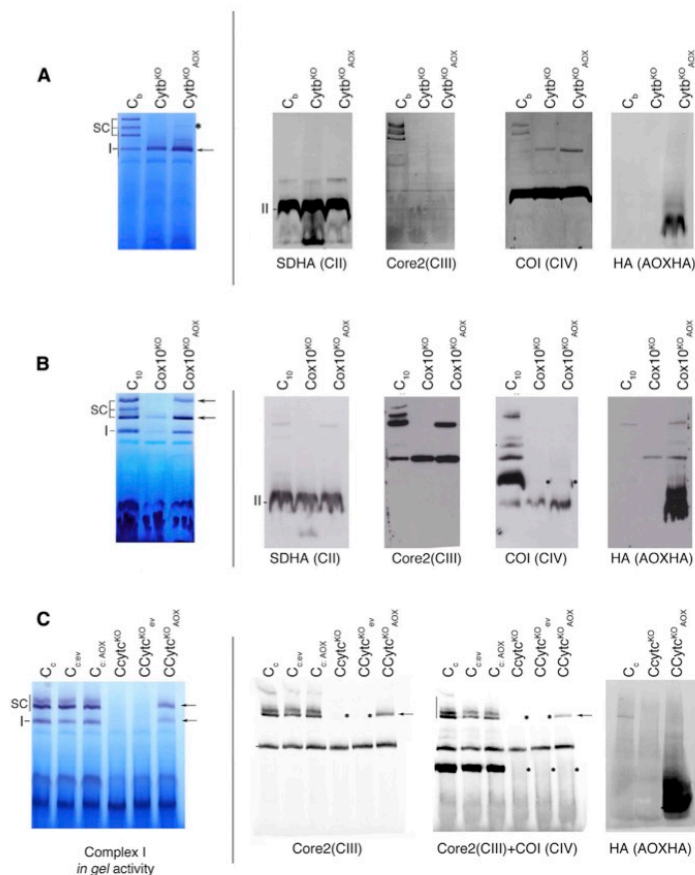 A
C_b Cytb^KO Cytb^KO_AOX
SC
I
*
C_b Cytb^KO Cytb^KO_AOX
II
SDHA (CII)
C_b Cytb^KO Cytb^KO_AOX
Core2(CIII)
C_b Cytb^KO Cytb^KO_AOX
COI (CIV)
C_b Cytb^KO Cytb^KO_AOX
HA (AOXHA)
B
C_10 Cox10^KO Cox10^KO_AOX
SC
I
C_10 Cox10^KO Cox10^KO_AOX
II
SDHA (CII)
C_10 Cox10^KO Cox10^KO_AOX
Core2(CIII)
C_10 Cox10^KO Cox10^KO_AOX
COI (CIV)
C_10 Cox10^KO Cox10^KO_AOX
HA (AOXHA)
C
C_c C_c:ev C_c:AOX CCytc^KO CCytc^KO_ev CCytc^KO_AOX
SC
I
Complex I
in gel activity
C_c C_c:ev C_c:AOX CCytc^KO CCytc^KO_ev CCytc^KO_AOX
Core2(CIII)
C_c C_c:ev C_c:AOX CCytc^KO CCytc^KO_ev CCytc^KO_AOX
Core2(CIII)+COI (CIV)
C_c CCytc^KO CCytc^KO_AOX
HA (AOXHA)